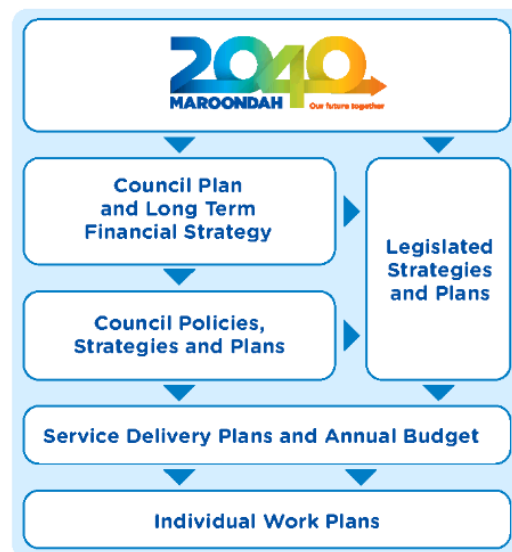 2040
MAROONDAH
Our future together
Council Plan
and Long Term
Financial Strategy
Legislated
Strategies
and Plans
Council Policies,
Strategies and Plans
Service Delivery Plans and Annual Budget
Individual Work Plans